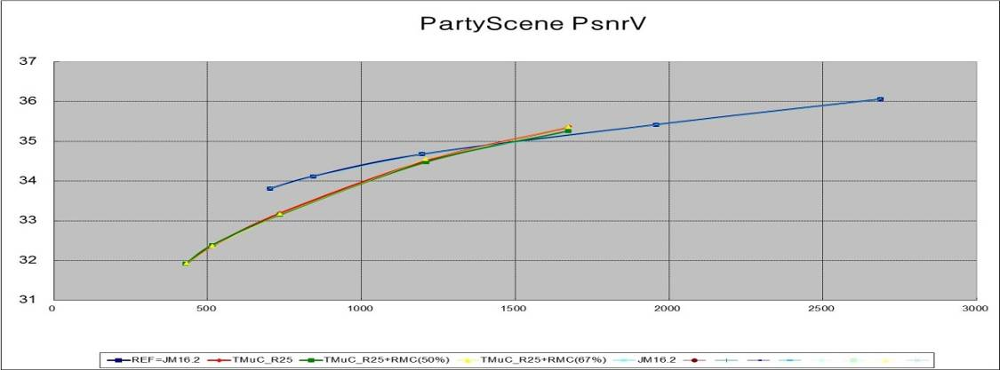 PartyScene PsnrV
37
36
35
34
33
32
31
0 500 1000 1500 2000 2500 3000
REF=JM16.2 TMuC_R25 TMuC_R25+RMC(50%) TMuC_R25+RMC(67%) JM16.2